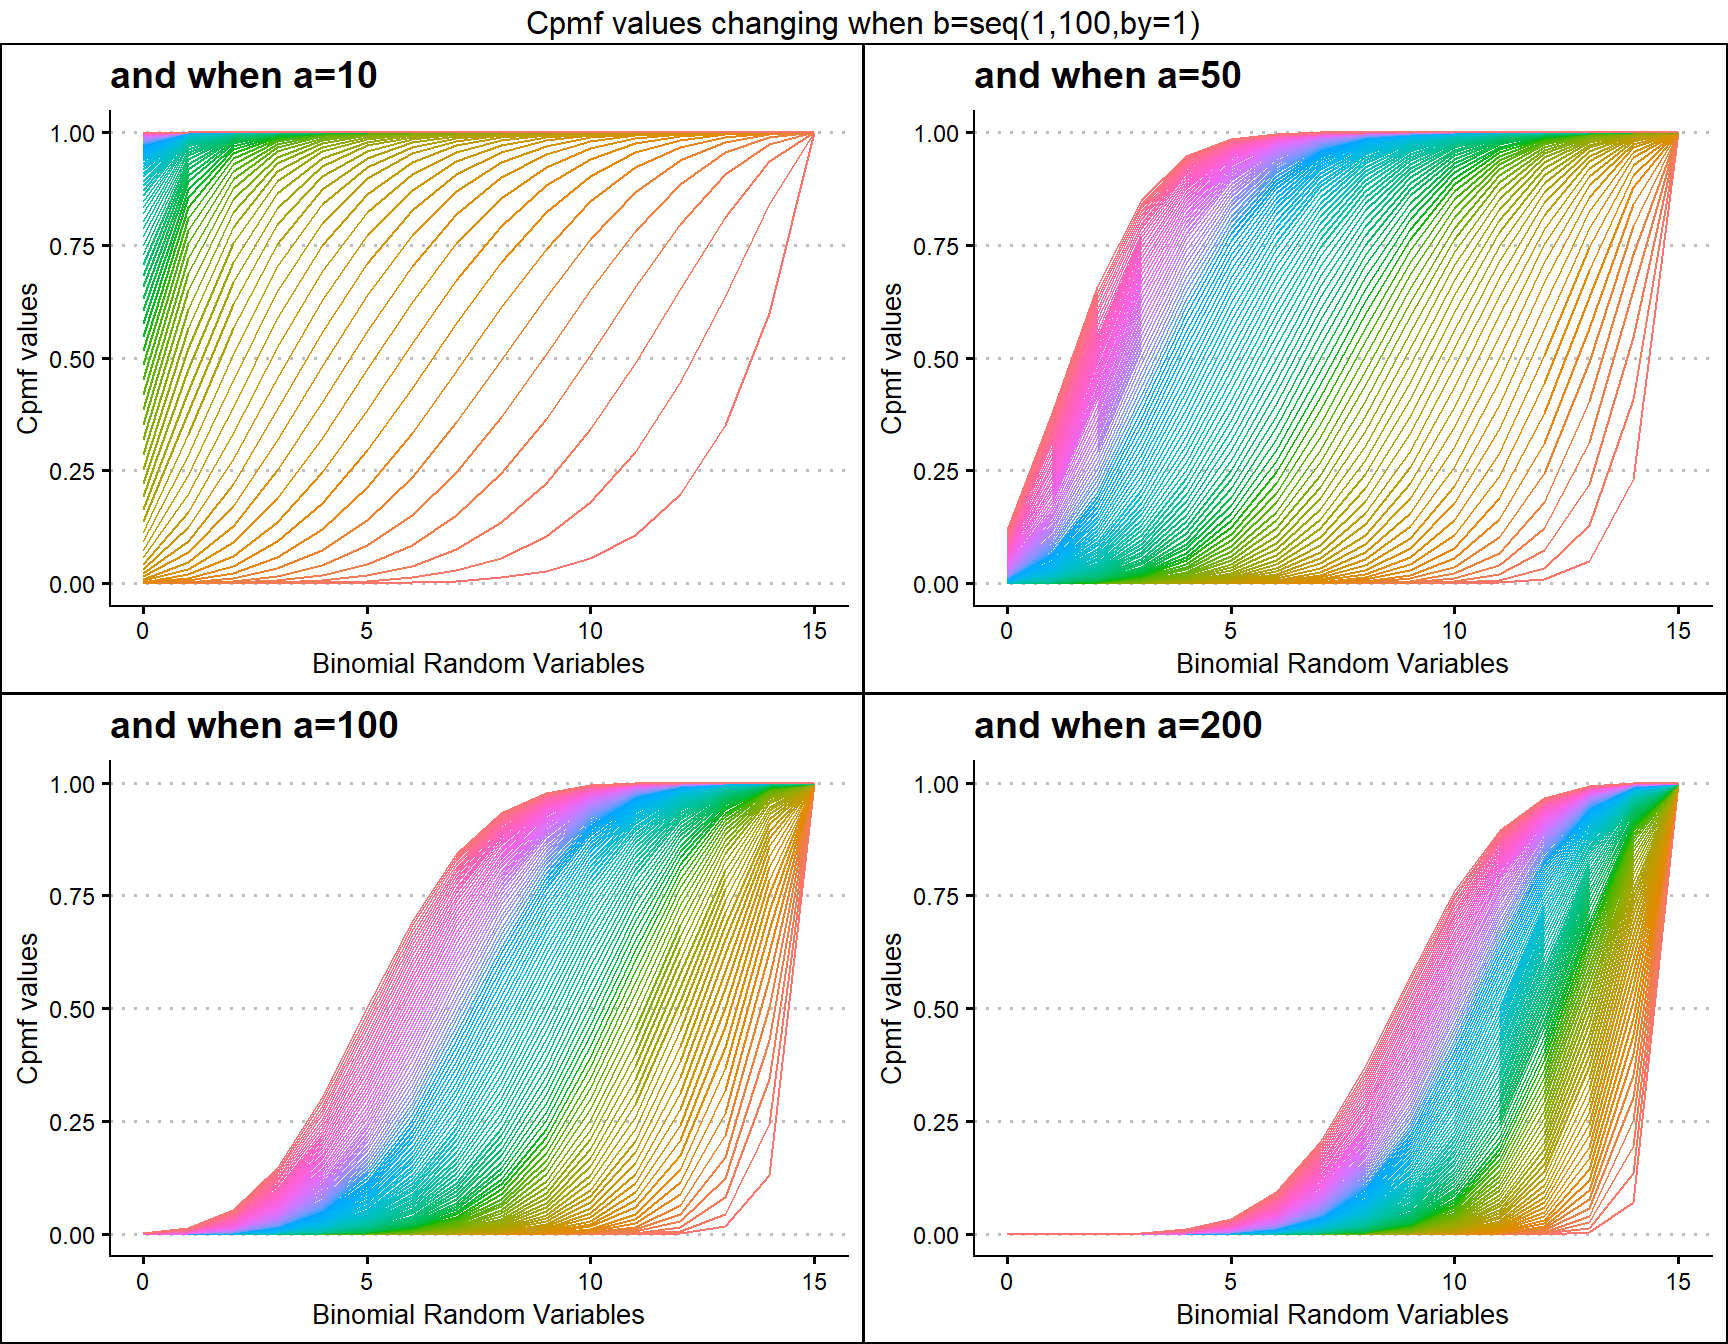 Cpmf values changing when b=seq(1,100,by=1)
and when a=10
1.00
0.75
0.50
0.25
0.00
Cpmf values
0 5 10 15
Binomial Random Variables
and when a=50
1.00
0.75
0.50
0.25
0.00
Cpmf values
0 5 10 15
Binomial Random Variables
and when a=100
1.00
0.75
0.50
0.25
0.00
Cpmf values
0 5 10 15
Binomial Random Variables
and when a=200
1.00
0.75
0.50
0.25
0.00
Cpmf values
0 5 10 15
Binomial Random Variables